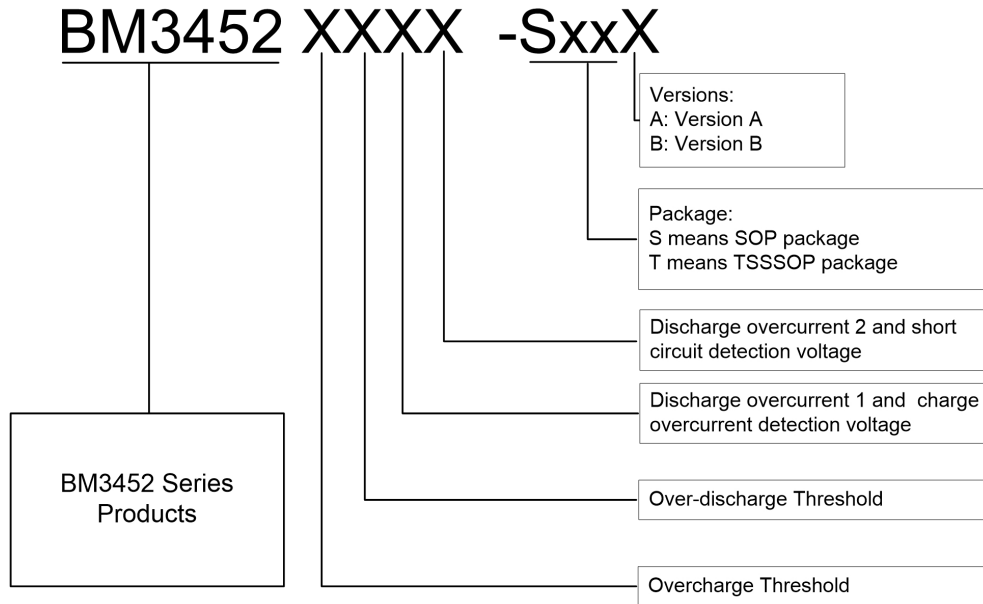 BM3452 XXXX -SxxX
Versions:
A: Version A
B: Version B
Package:
S means SOP package
T means TSSSOP package
Discharge overcurrent 2 and short
circuit detection voltage
Discharge overcurrent 1 and charge
overcurrent detection voltage
BM3452 Series
Products
Over-discharge Threshold
Overcharge Threshold